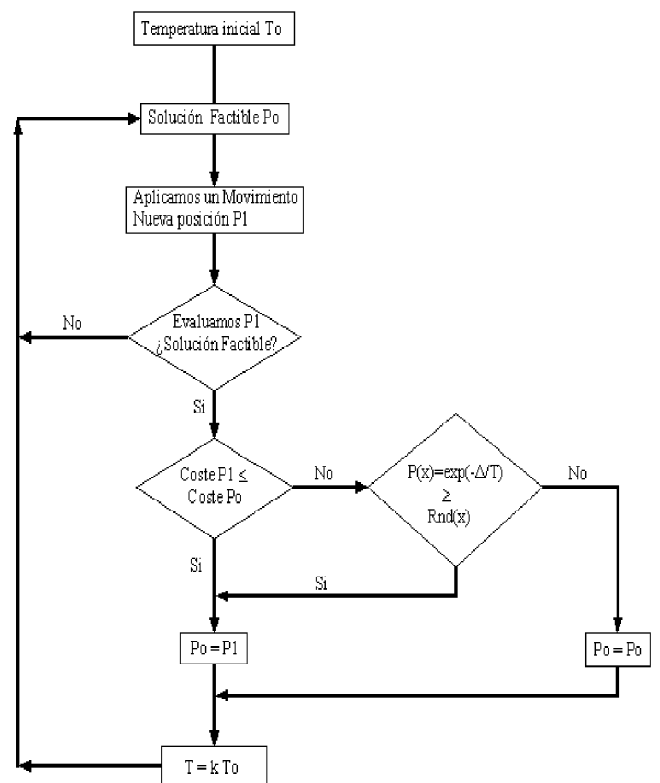 Temperatura inicial To
Solución Factible Po
Aplicamos un Movimiento
Nueva posición P1
Evaluamos P1
¿Solución Factible?
No
Si
Coste P1 ≤
Coste Po
No
P(x)=exp(-Δ/T)
≥
Rnd(x)
No
Si
Si
Po = P1
Po = Po
T = k To